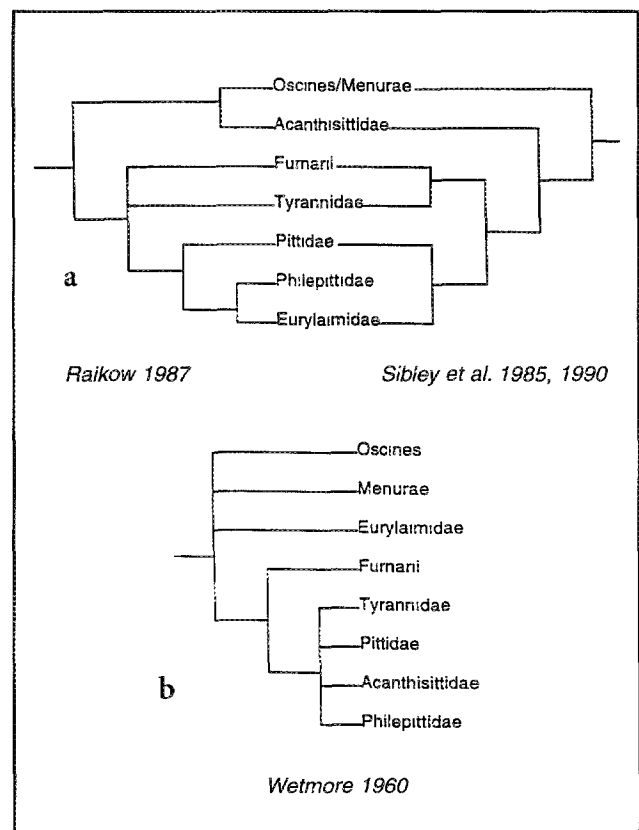 Oscines/Menurae
Acanthisittidae
Furnarii
Tyrannidae
Pittidae
a
Philepittidae
Eurylaimidae
Raikow 1987
Sibley et al. 1985, 1990
Oscines
Menurae
Eurylaimidae
Furnarii
Tyrannidae
Pittidae
Acanthisittidae
b
Philepittidae
Wetmore 1960